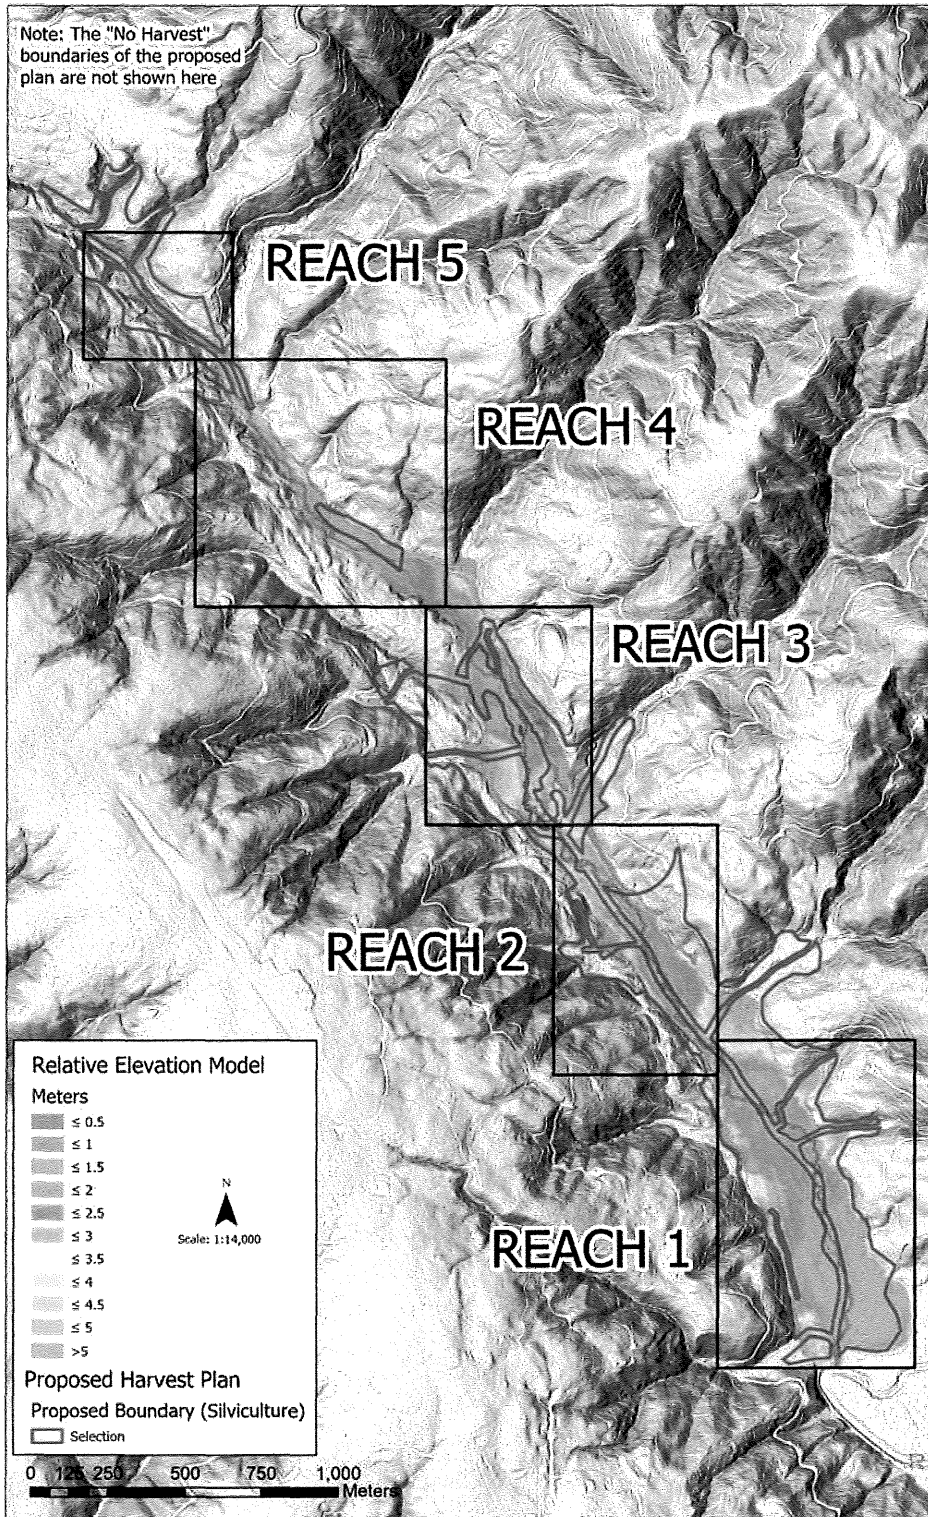 Note: The "No Harvest"
boundaries of the proposed
plan are not shown here
REACH 5
REACH 4
REACH 3
REACH 2
REACH 1
Relative Elevation Model
Meters
≤ 0.5
≤ 1
≤ 1.5
≤ 2
≤ 2.5
≤ 3
≤ 3.5
≤ 4
≤ 4.5
≤ 5
>5
N
Scale: 1:14,000
Proposed Harvest Plan
Proposed Boundary (Silviculture)
Selection
0 125 250 500 750 1,000
Meters